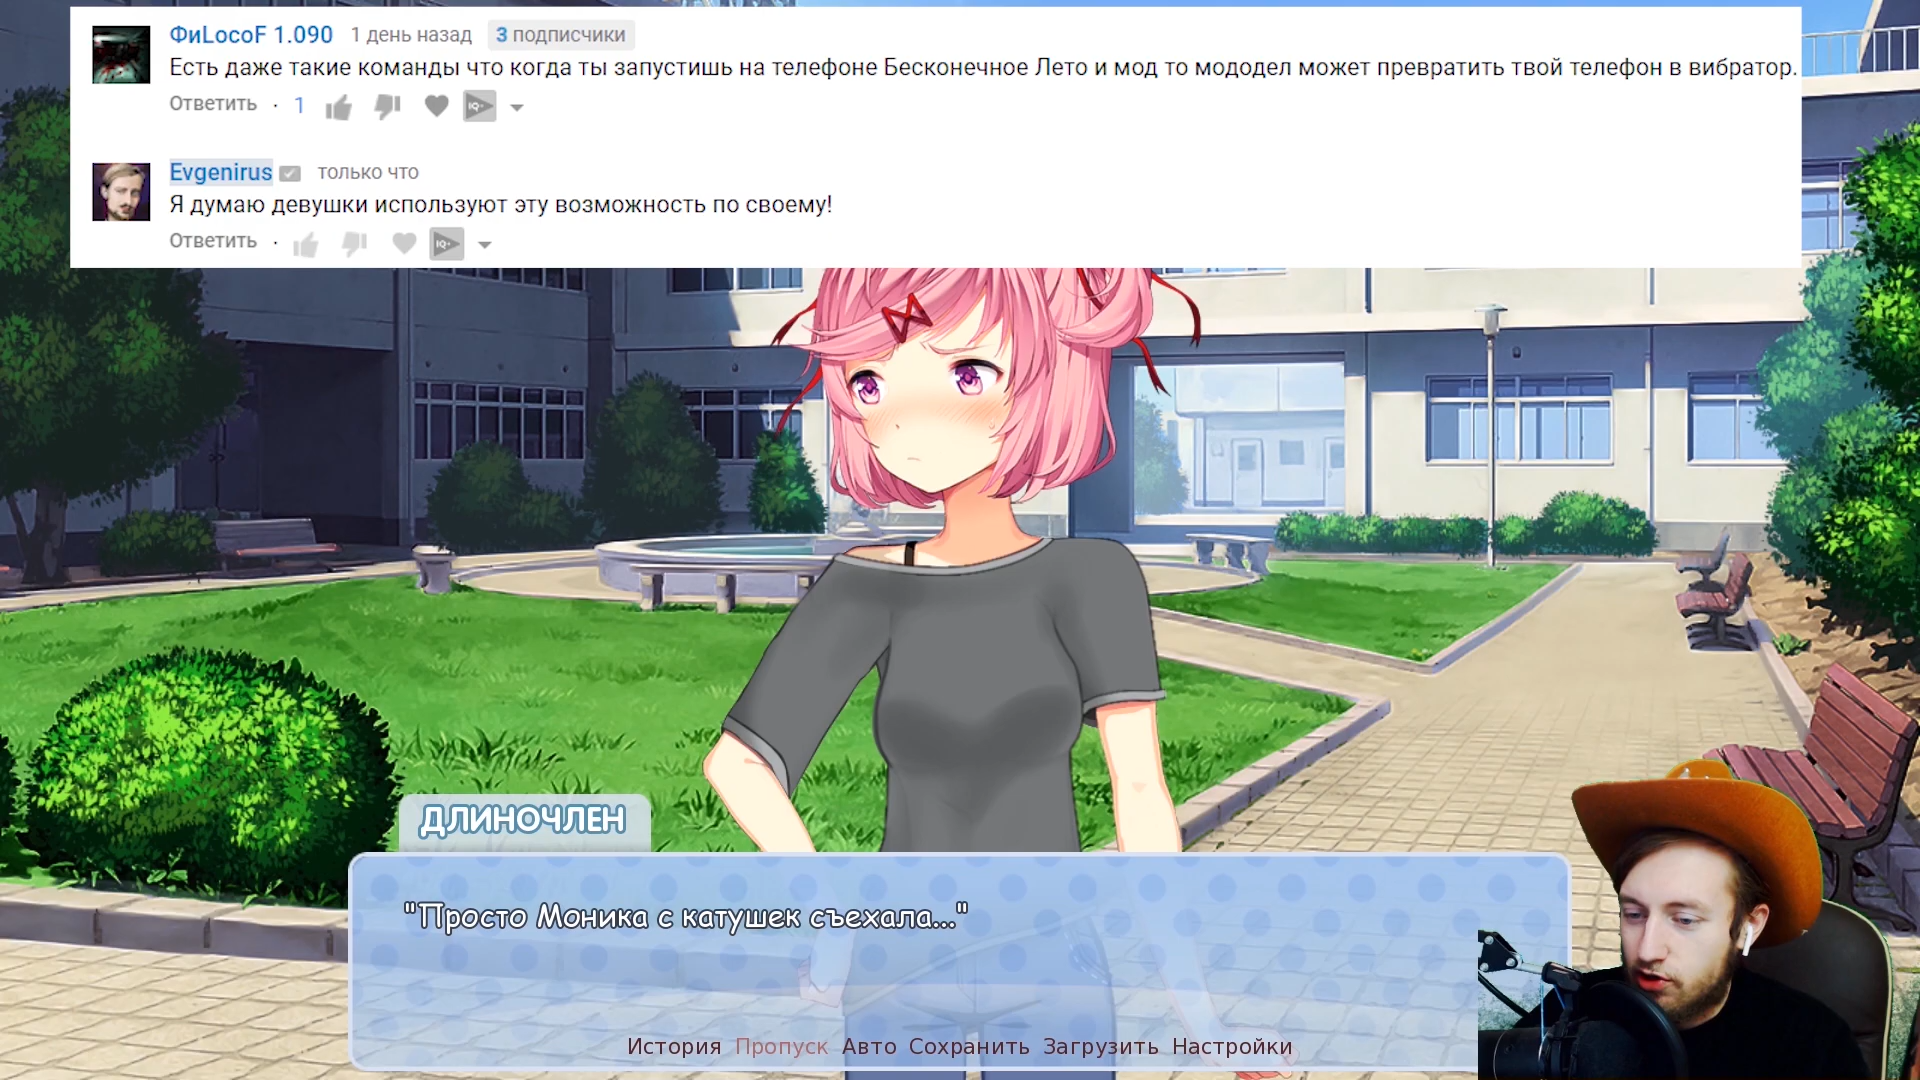 ФиLocoF 1.090 1 день назад 3 подписчики
Есть даже такие команды что когда ты запустишь на телефоне Бесконечное Лето и мод то мододел может превратить твой телефон в вибратор.
Ответить · 1 IQ+
Evgenirus только что
Я думаю девушки используют эту возможность по своему!
Ответить · IQ+
ДЛИНОЧЛЕН
"Просто Моника с катушек съехала..."
История Пропуск Авто Сохранить Загрузить Настройки